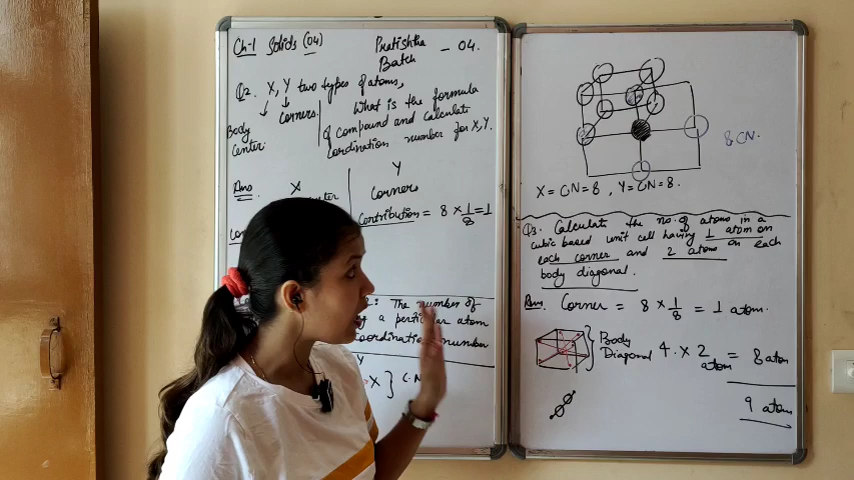 Ch-1 Solids (04)
Pratishtha Batch - 04.
Q2. X, Y two types of atoms,
Body center.
corners.
What is the formula
of compound and calculate
cordination number for X, Y.
Ans
X
Y
corners
Contribution = 8 × 1/8 = 1
The number of
a perticular atom
Coordination number
Y
X } C.N
8 CN.
X = CN = 8 , Y = CN = 8.
Q3. Calculate the no. of atoms in a
cubic based unit cell having 1 atom on
each corner and 2 atoms on each
body diagonal.
Ans Corner = 8 × 1/8 = 1 atom.
} Body Diagonal 4 × 2 atom = 8 atom
9 atom